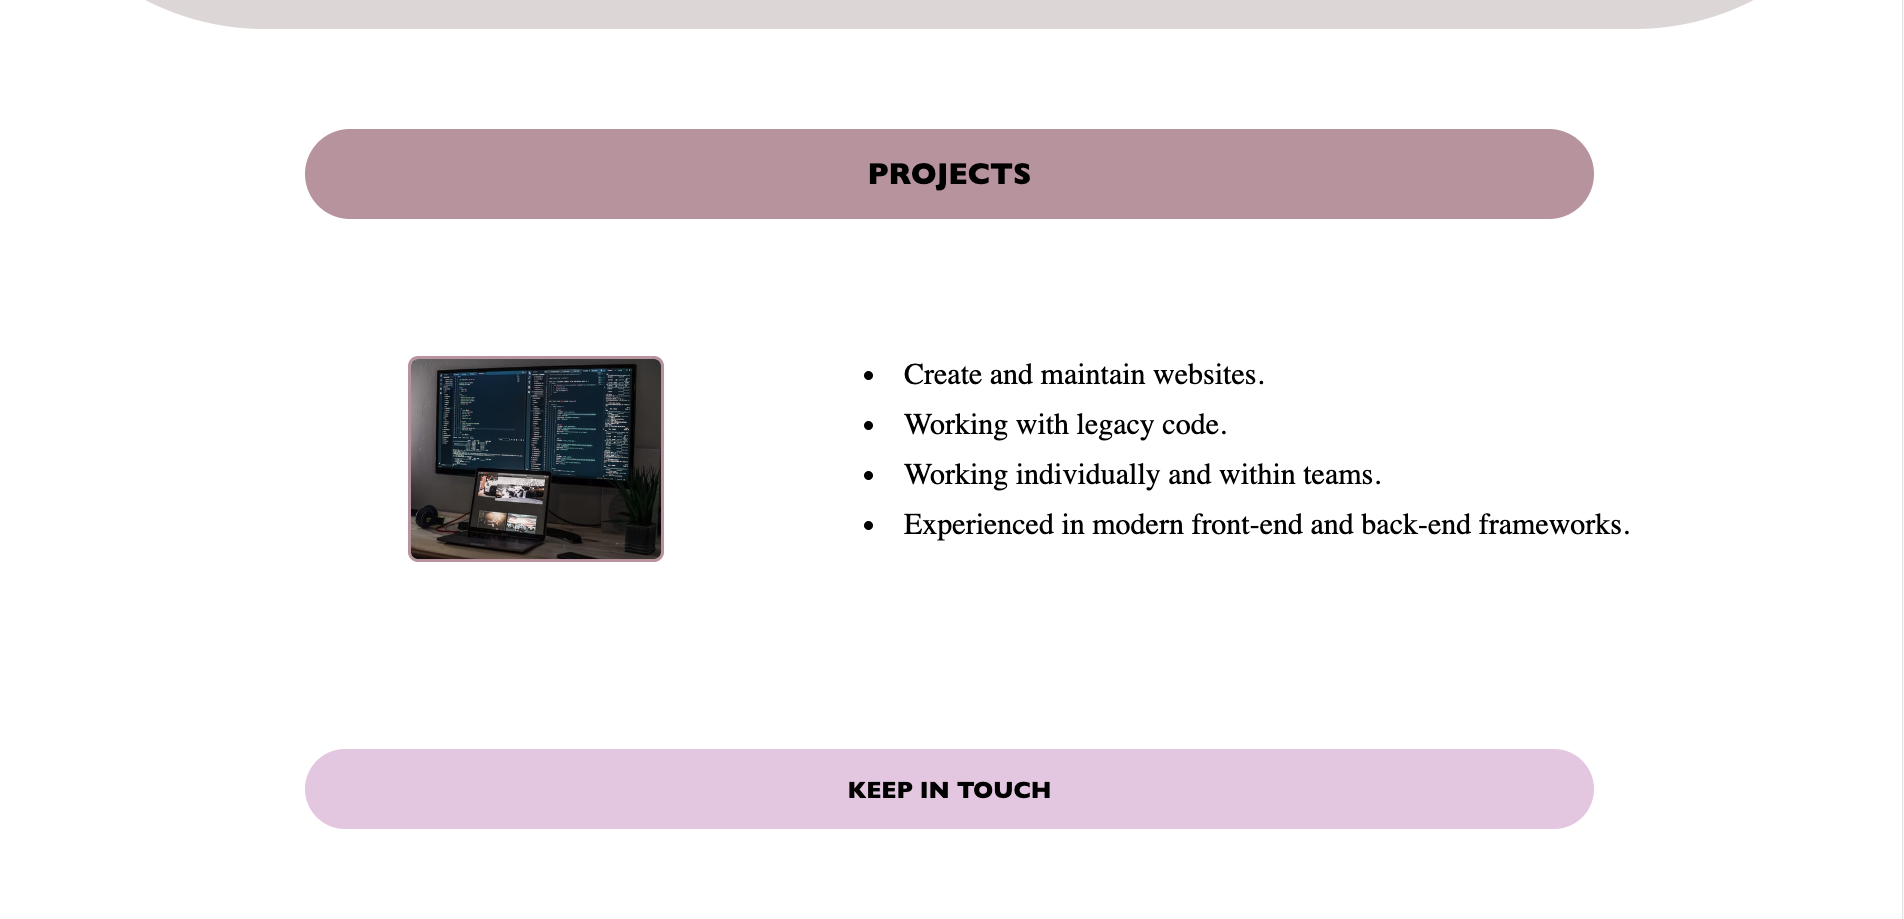 PROJECTS
Create and maintain websites.
Working with legacy code.
Working individually and within teams.
Experienced in modern front-end and back-end frameworks.
KEEP IN TOUCH